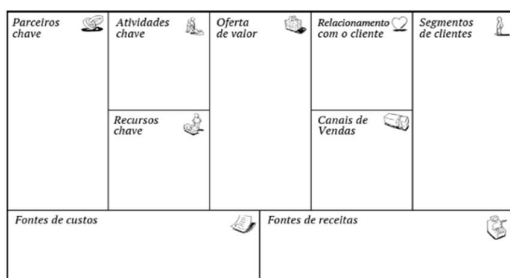 Parceiros
chave
Atividades
chave
Oferta
de valor
Relacionamento
com o cliente
Segmentos
de clientes
Recursos
chave
Canais de
Vendas
Fontes de custos
Fontes de receitas